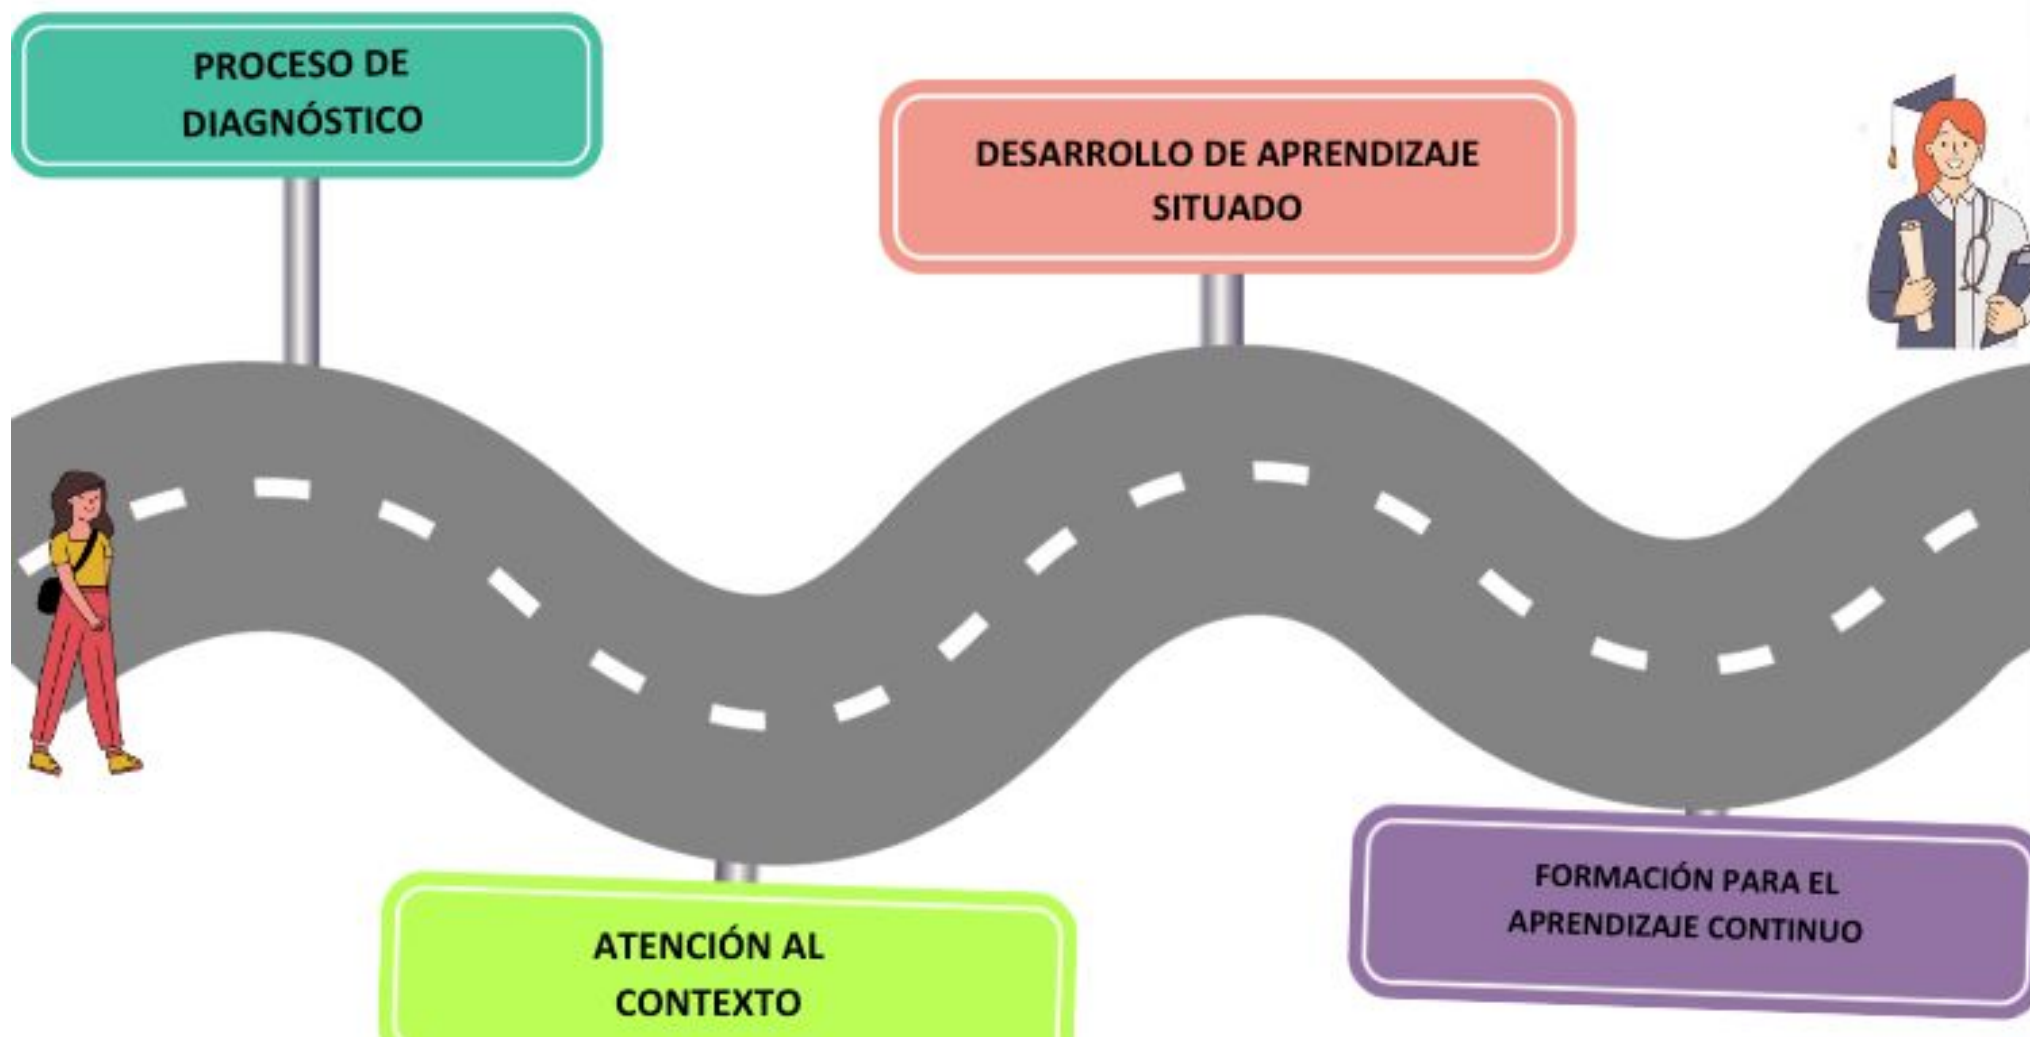 PROCESO DE
DIAGNÓSTICO
DESARROLLO DE APRENDIZAJE
SITUADO
ATENCIÓN AL
CONTEXTO
FORMACIÓN PARA EL
APRENDIZAJE CONTINUO